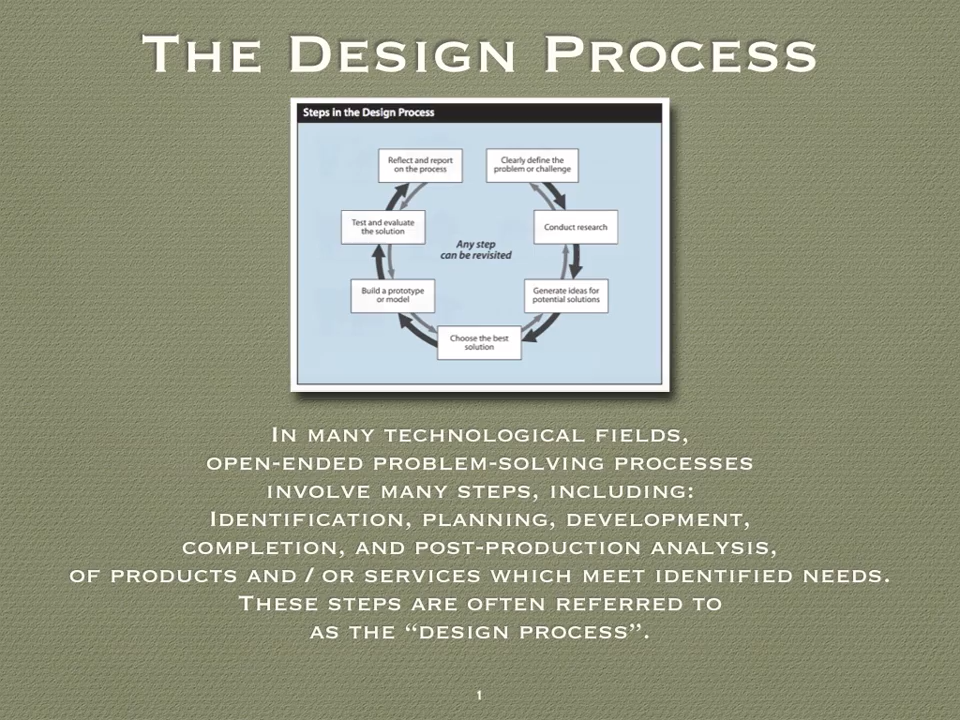 The Design Process
Steps in the Design Process
Reflect and report
on the process
Clearly define the
problem or challenge
Test and evaluate
the solution
Conduct research
Any step
can be revisited
Build a prototype
or model
Generate ideas for
potential solutions
Choose the best
solution
In many technological fields,
open-ended problem-solving processes
involve many steps, including:
Identification, planning, development,
completion, and post-production analysis,
of products and / or services which meet identified needs.
These steps are often referred to
as the “design process”.
1